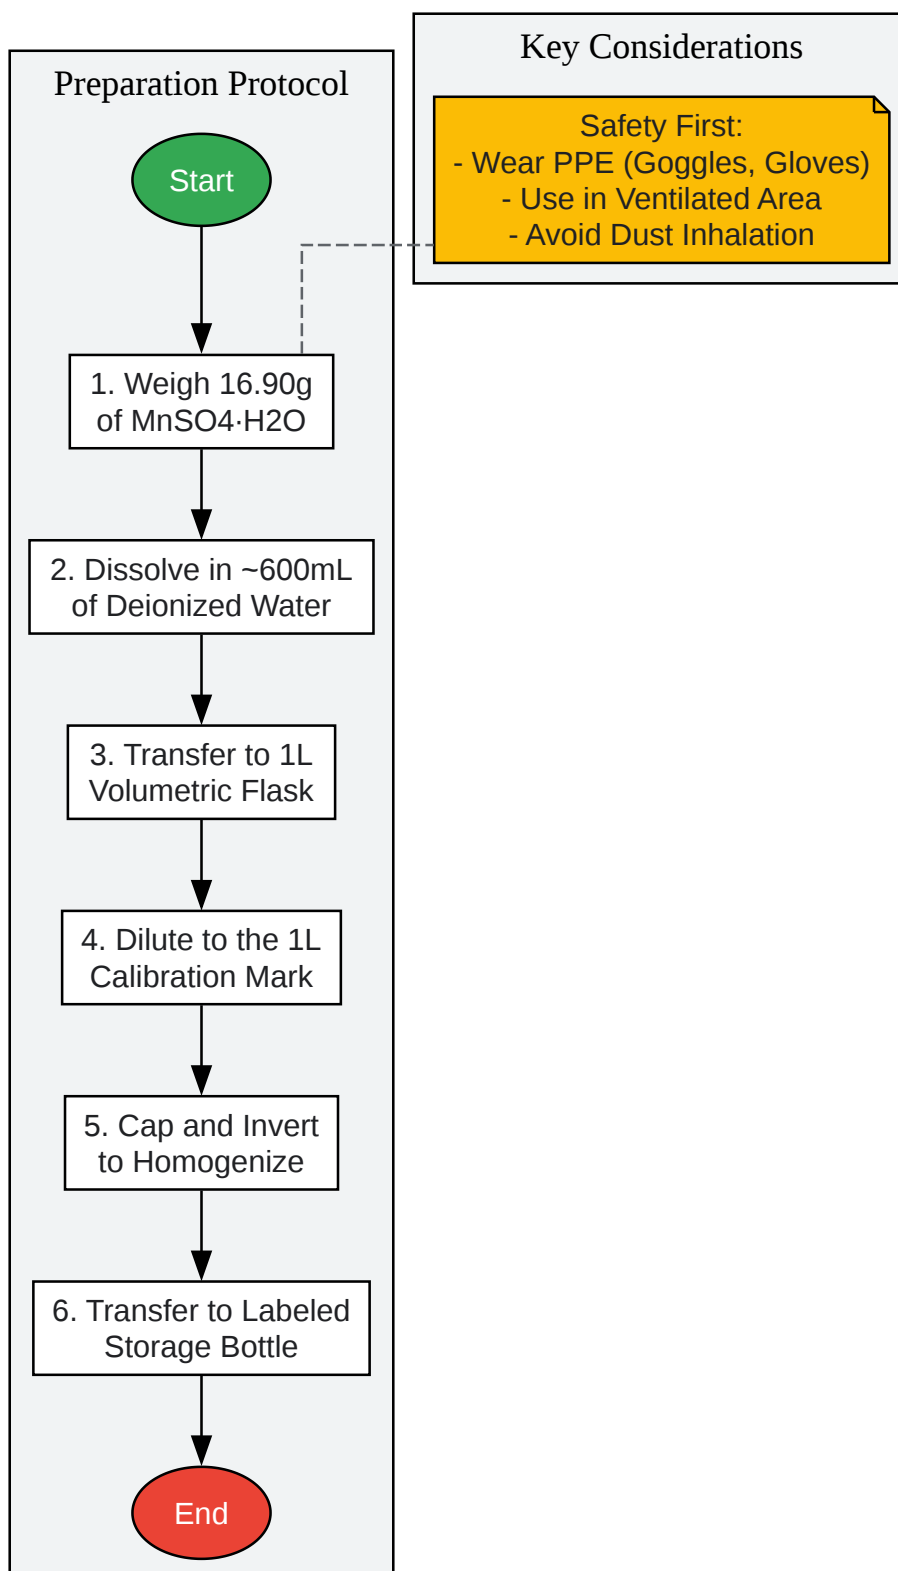 Preparation Protocol
Start
1. Weigh 16.90g
of MnSO4·H2O
2. Dissolve in ~600mL
of Deionized Water
3. Transfer to 1L
Volumetric Flask
4. Dilute to the 1L
Calibration Mark
5. Cap and Invert
to Homogenize
6. Transfer to Labeled
Storage Bottle
End
Key Considerations
Safety First:
- Wear PPE (Goggles, Gloves)
- Use in Ventilated Area
- Avoid Dust Inhalation